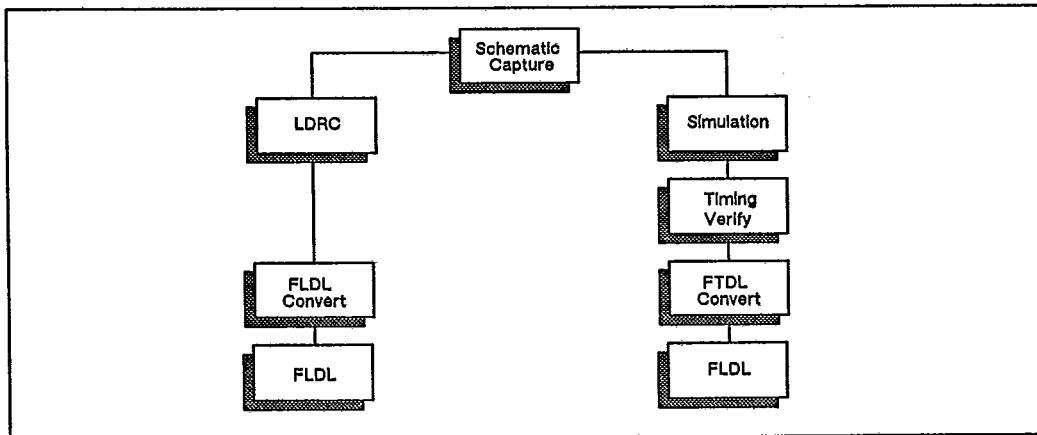 Schematic
Capture
LDRC
Simulation
Timing
Verify
FLDL
Convert
FTDL
Convert
FLDL
FLDL